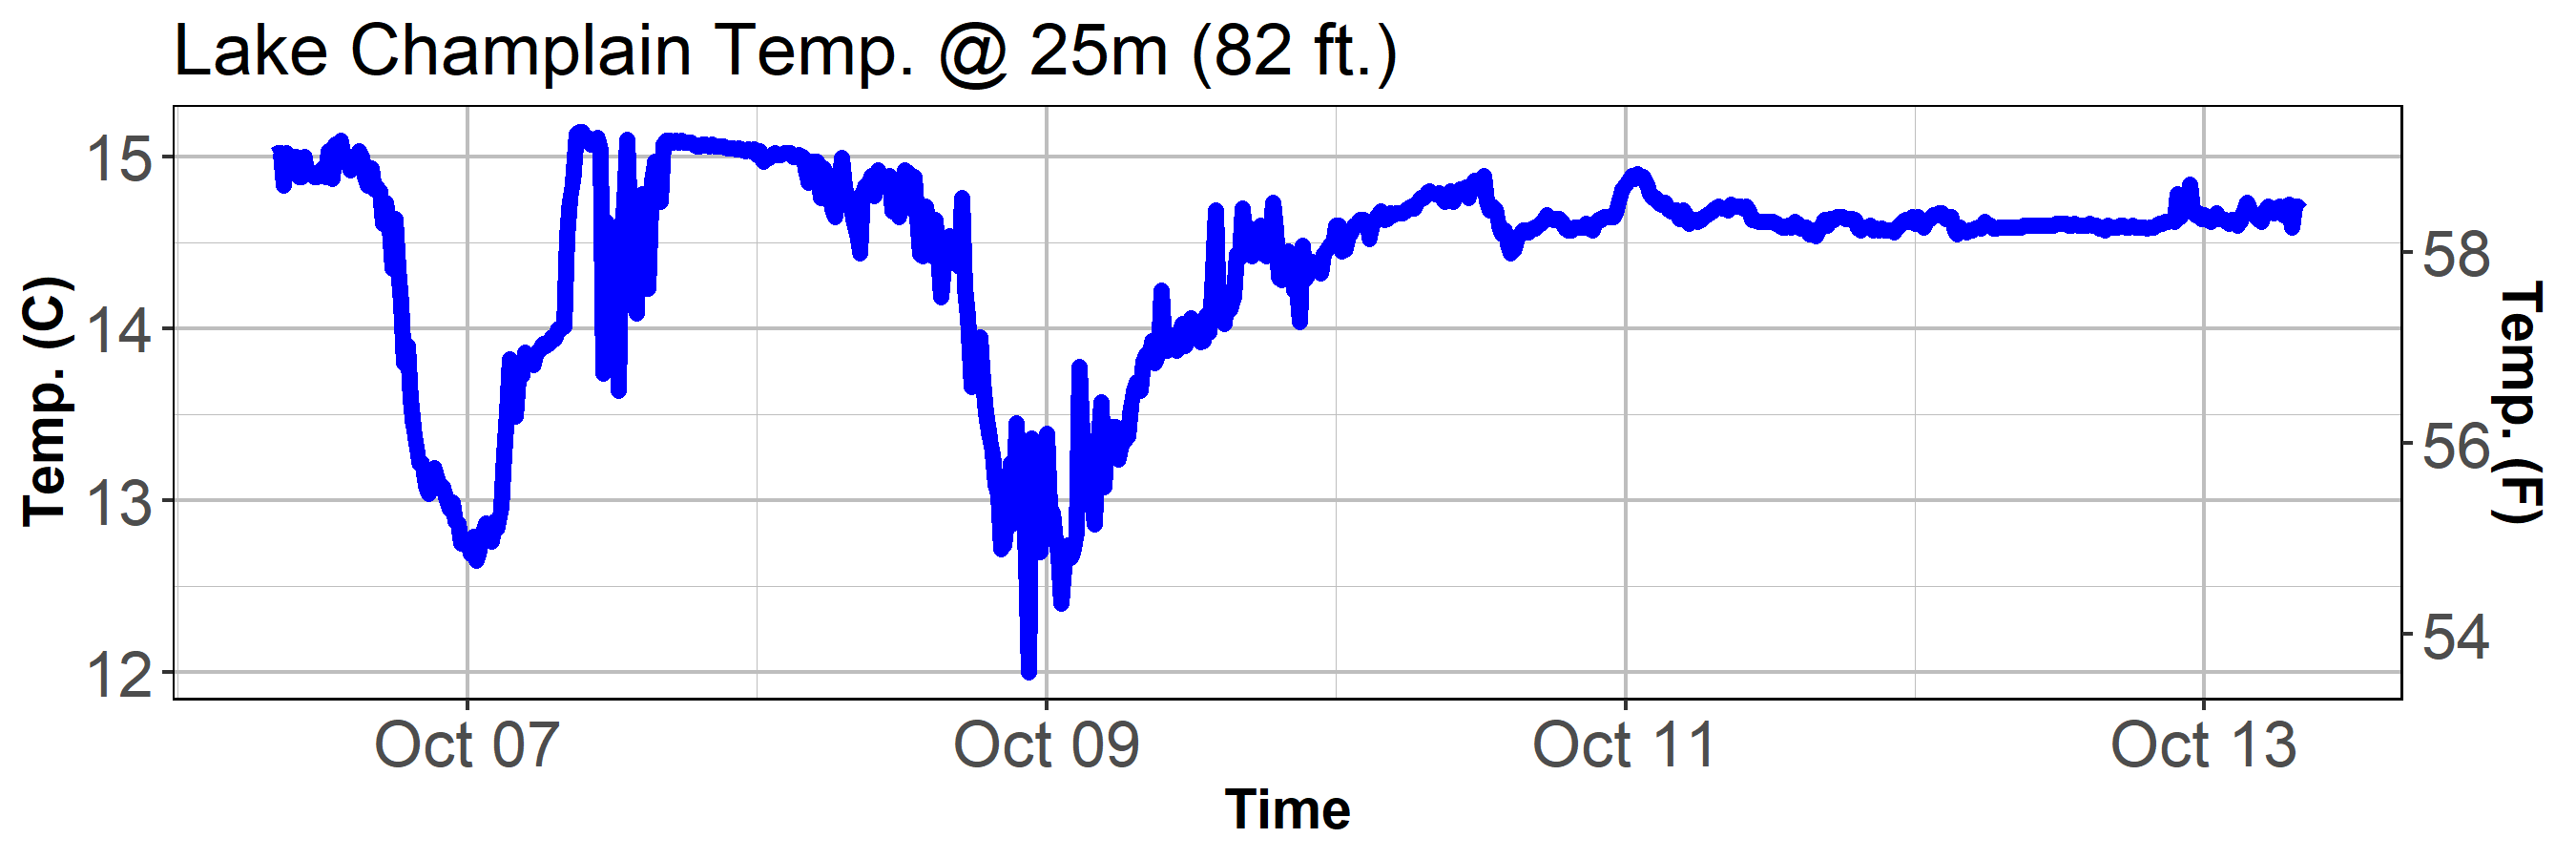 Lake Champlain Temp. @ 25m (82 ft.)
Temp. (C)
15
14
13
12
58
56
54
Temp. (F)
Oct 07 Oct 09 Oct 11 Oct 13
Time